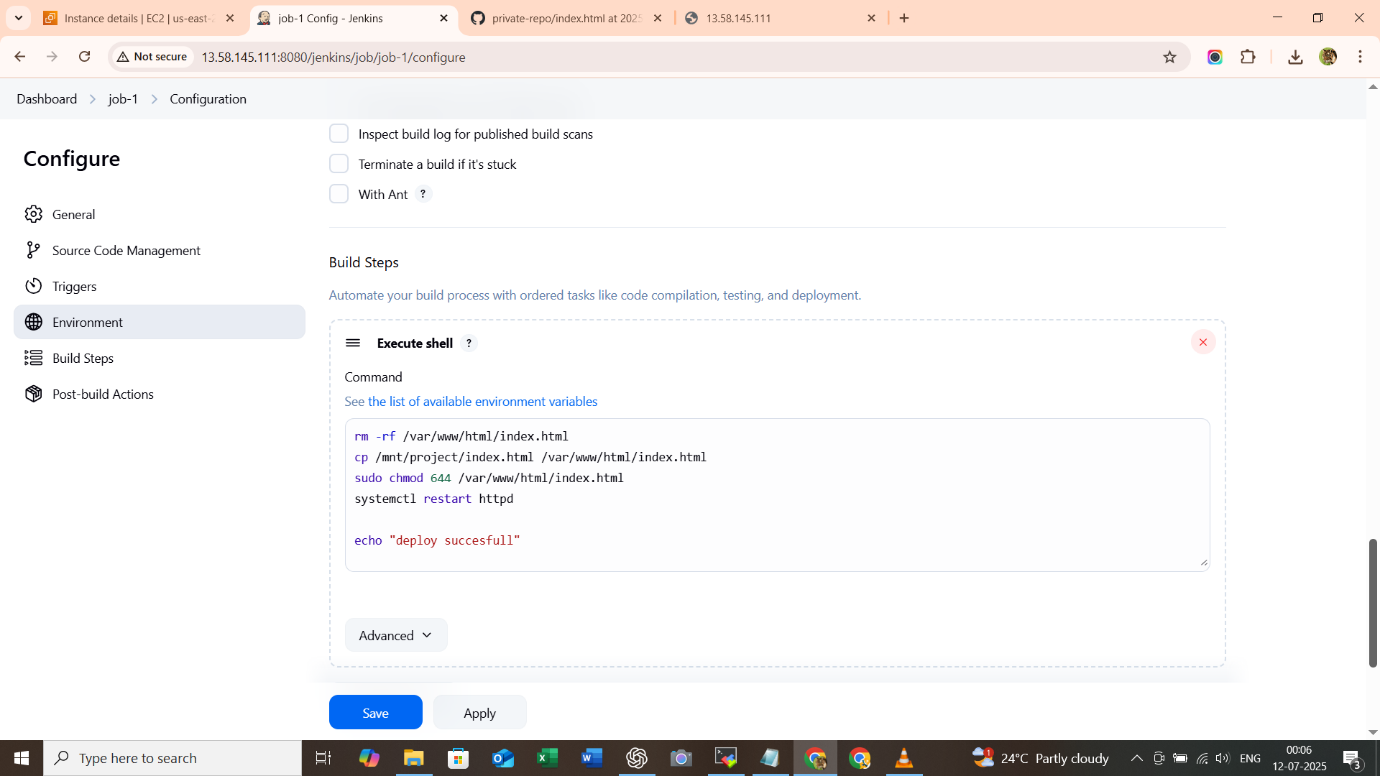 Instance details | EC2 | us-east-2
job-1 Config - Jenkins
private-repo/index.html at 2025
13.58.145.111
Not secure
13.58.145.111:8080/jenkins/job/job-1/configure
Dashboard
job-1
Configuration
Configure
General
Source Code Management
Triggers
Environment
Build Steps
Post-build Actions
Inspect build log for published build scans
Terminate a build if it's stuck
With Ant ?
Build Steps
Automate your build process with ordered tasks like code compilation, testing, and deployment.
Execute shell ?
Command
See the list of available environment variables
rm -rf /var/www/html/index.html
cp /mnt/project/index.html /var/www/html/index.html
sudo chmod 644 /var/www/html/index.html
systemctl restart httpd
echo "deploy succesfull"
Advanced
Save
Apply
Type here to search
1
24°C Partly cloudy
ENG
00:06
12-07-2025
3